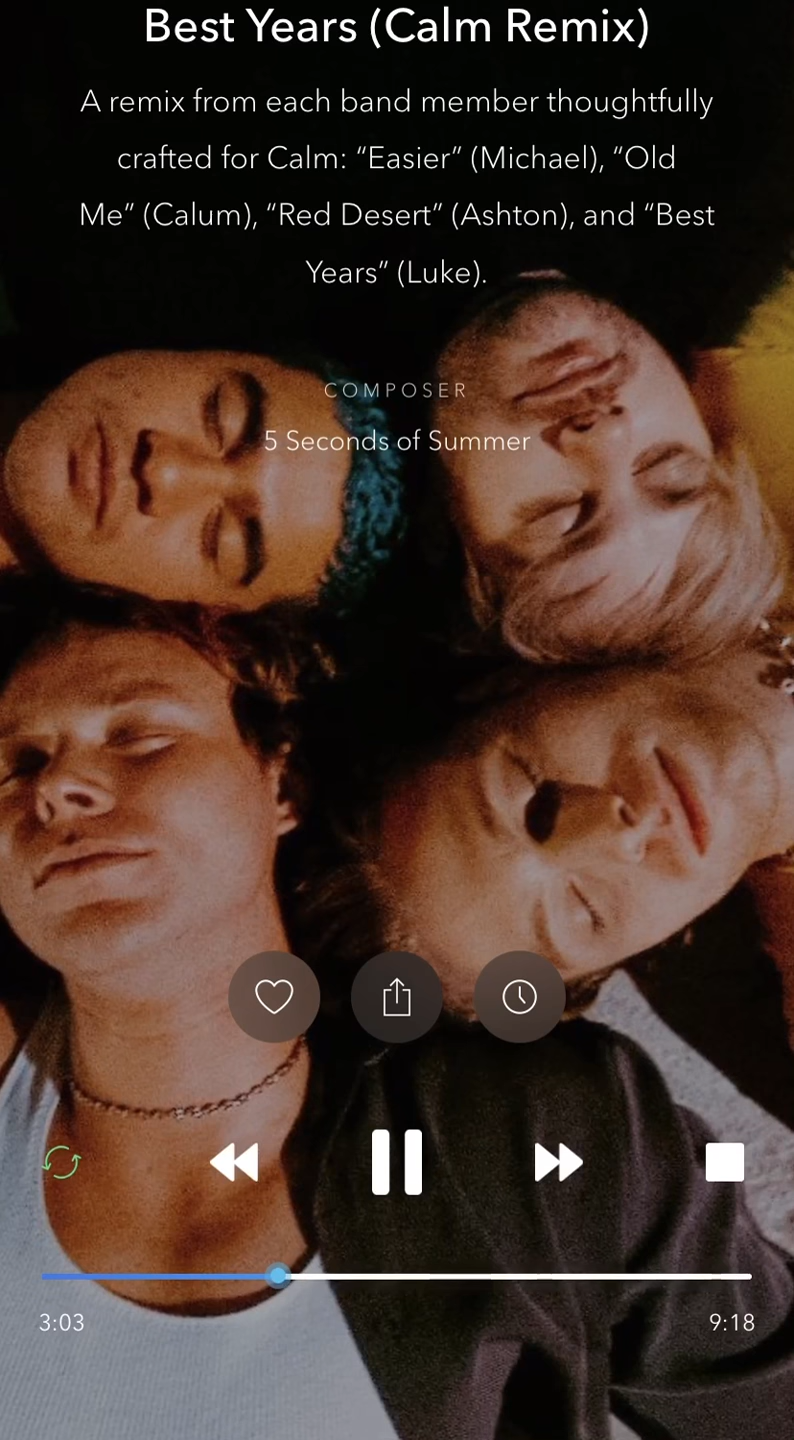 Best Years (Calm Remix)
A remix from each band member thoughtfully
crafted for Calm: “Easier” (Michael), “Old
Me” (Calum), “Red Desert” (Ashton), and “Best
Years” (Luke).
COMPOSER
5 Seconds of Summer
3:03
9:18